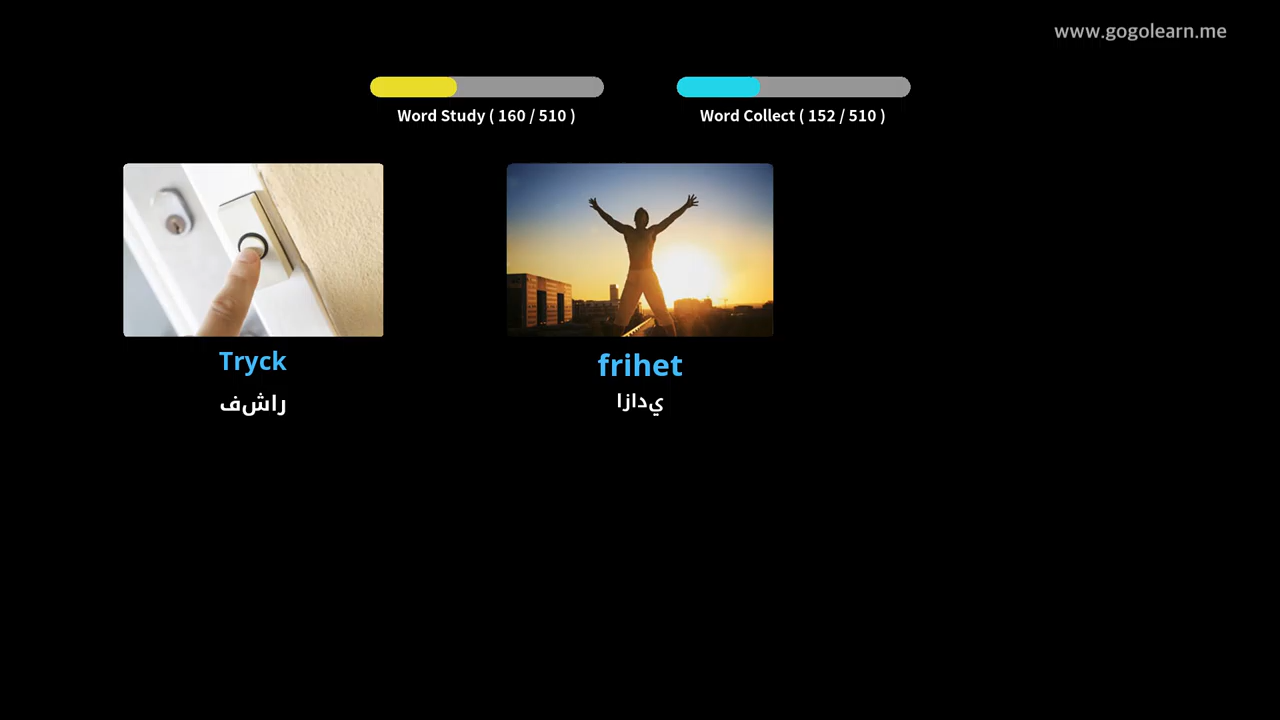 www.gogolearn.me
Word Study ( 160 / 510 )
Word Collect ( 152 / 510 )
Tryck
راشف
frihet
يدازا